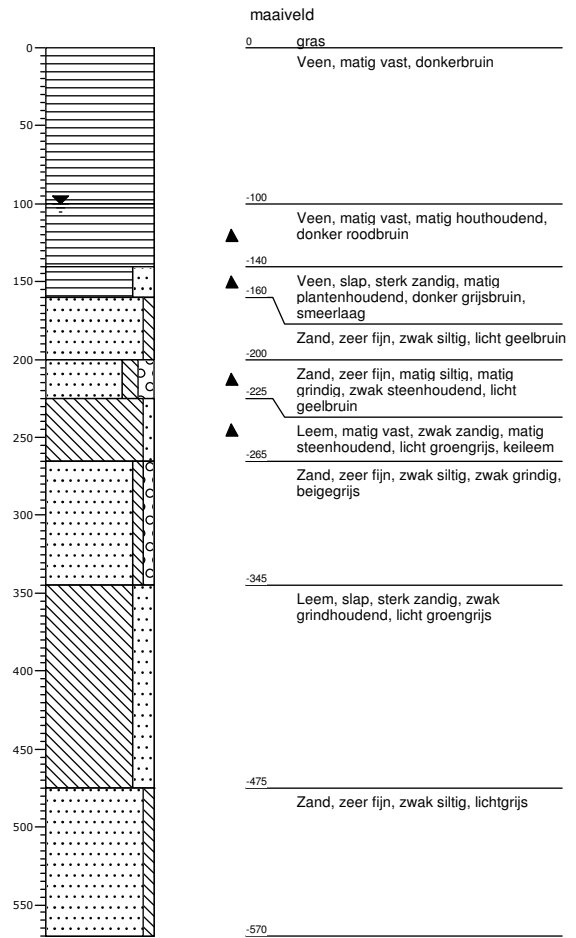 maaiveld
0
0
gras
Veen, matig vast, donkerbruin
50
100
-100
Veen, matig vast, matig houthoudend,
donker roodbruin
-140
150
-160
Veen, slap, sterk zandig, matig
plantenhoudend, donker grijsbruin,
smeerlaag
Zand, zeer fijn, zwak siltig, licht geelbruin
200
-200
Zand, zeer fijn, matig siltig, matig
grindig, zwak steenhoudend, licht
geelbruin
-225
250
Leem, matig vast, zwak zandig, matig
steenhoudend, licht groengrijs, keileem
-265
Zand, zeer fijn, zwak siltig, zwak grindig,
beigegrijs
300
350
-345
Leem, slap, sterk zandig, zwak
grindhoudend, licht groengrijs
400
450
-475
Zand, zeer fijn, zwak siltig, lichtgrijs
500
550
-570